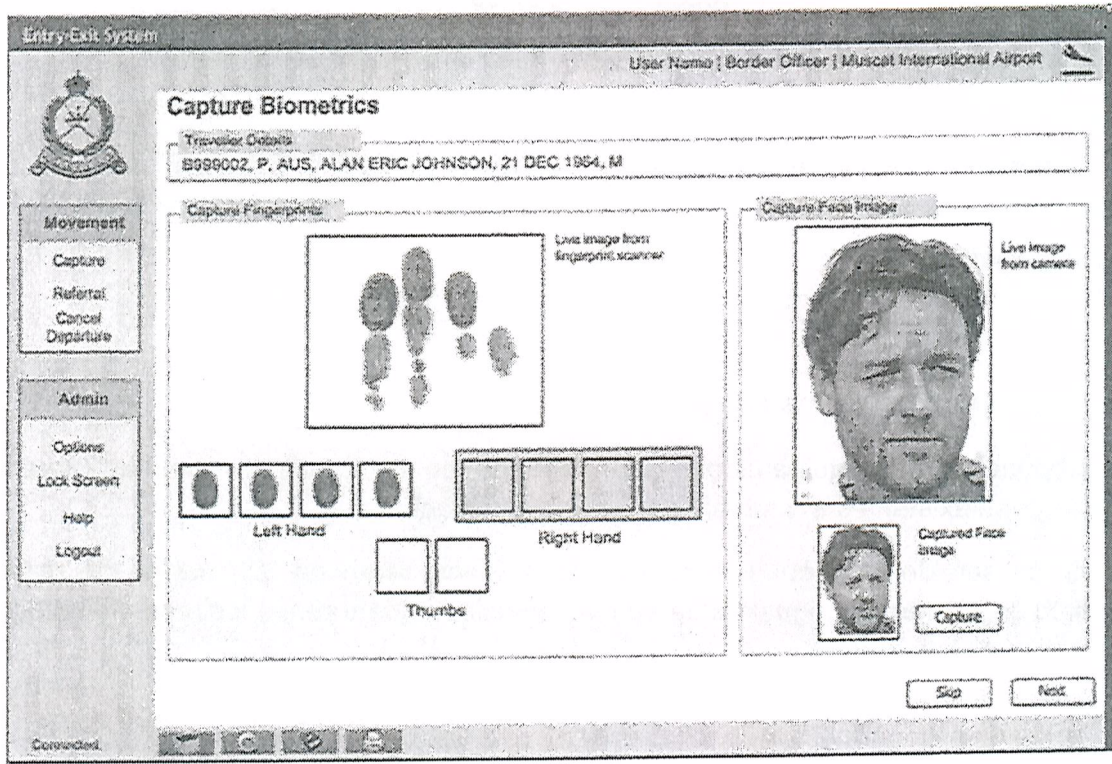 Entry-Exit System
User Name | Border Officer | Muscat International Airport
Capture Biometrics
Traveller Details
B999002, P, AUS, ALAN ERIC JOHNSON, 21 DEC 1964, M
Movement
Capture
Referral
Cancel
Departure
Admin
Options
Lock Screen
Help
Logout
Capture Fingerprints
Live image from
fingerprint scanner
Left Hand
Right Hand
Thumbs
Capture Face Image
Live image
from camera
Captured Face
Image
Capture
Skip
Next
Connected